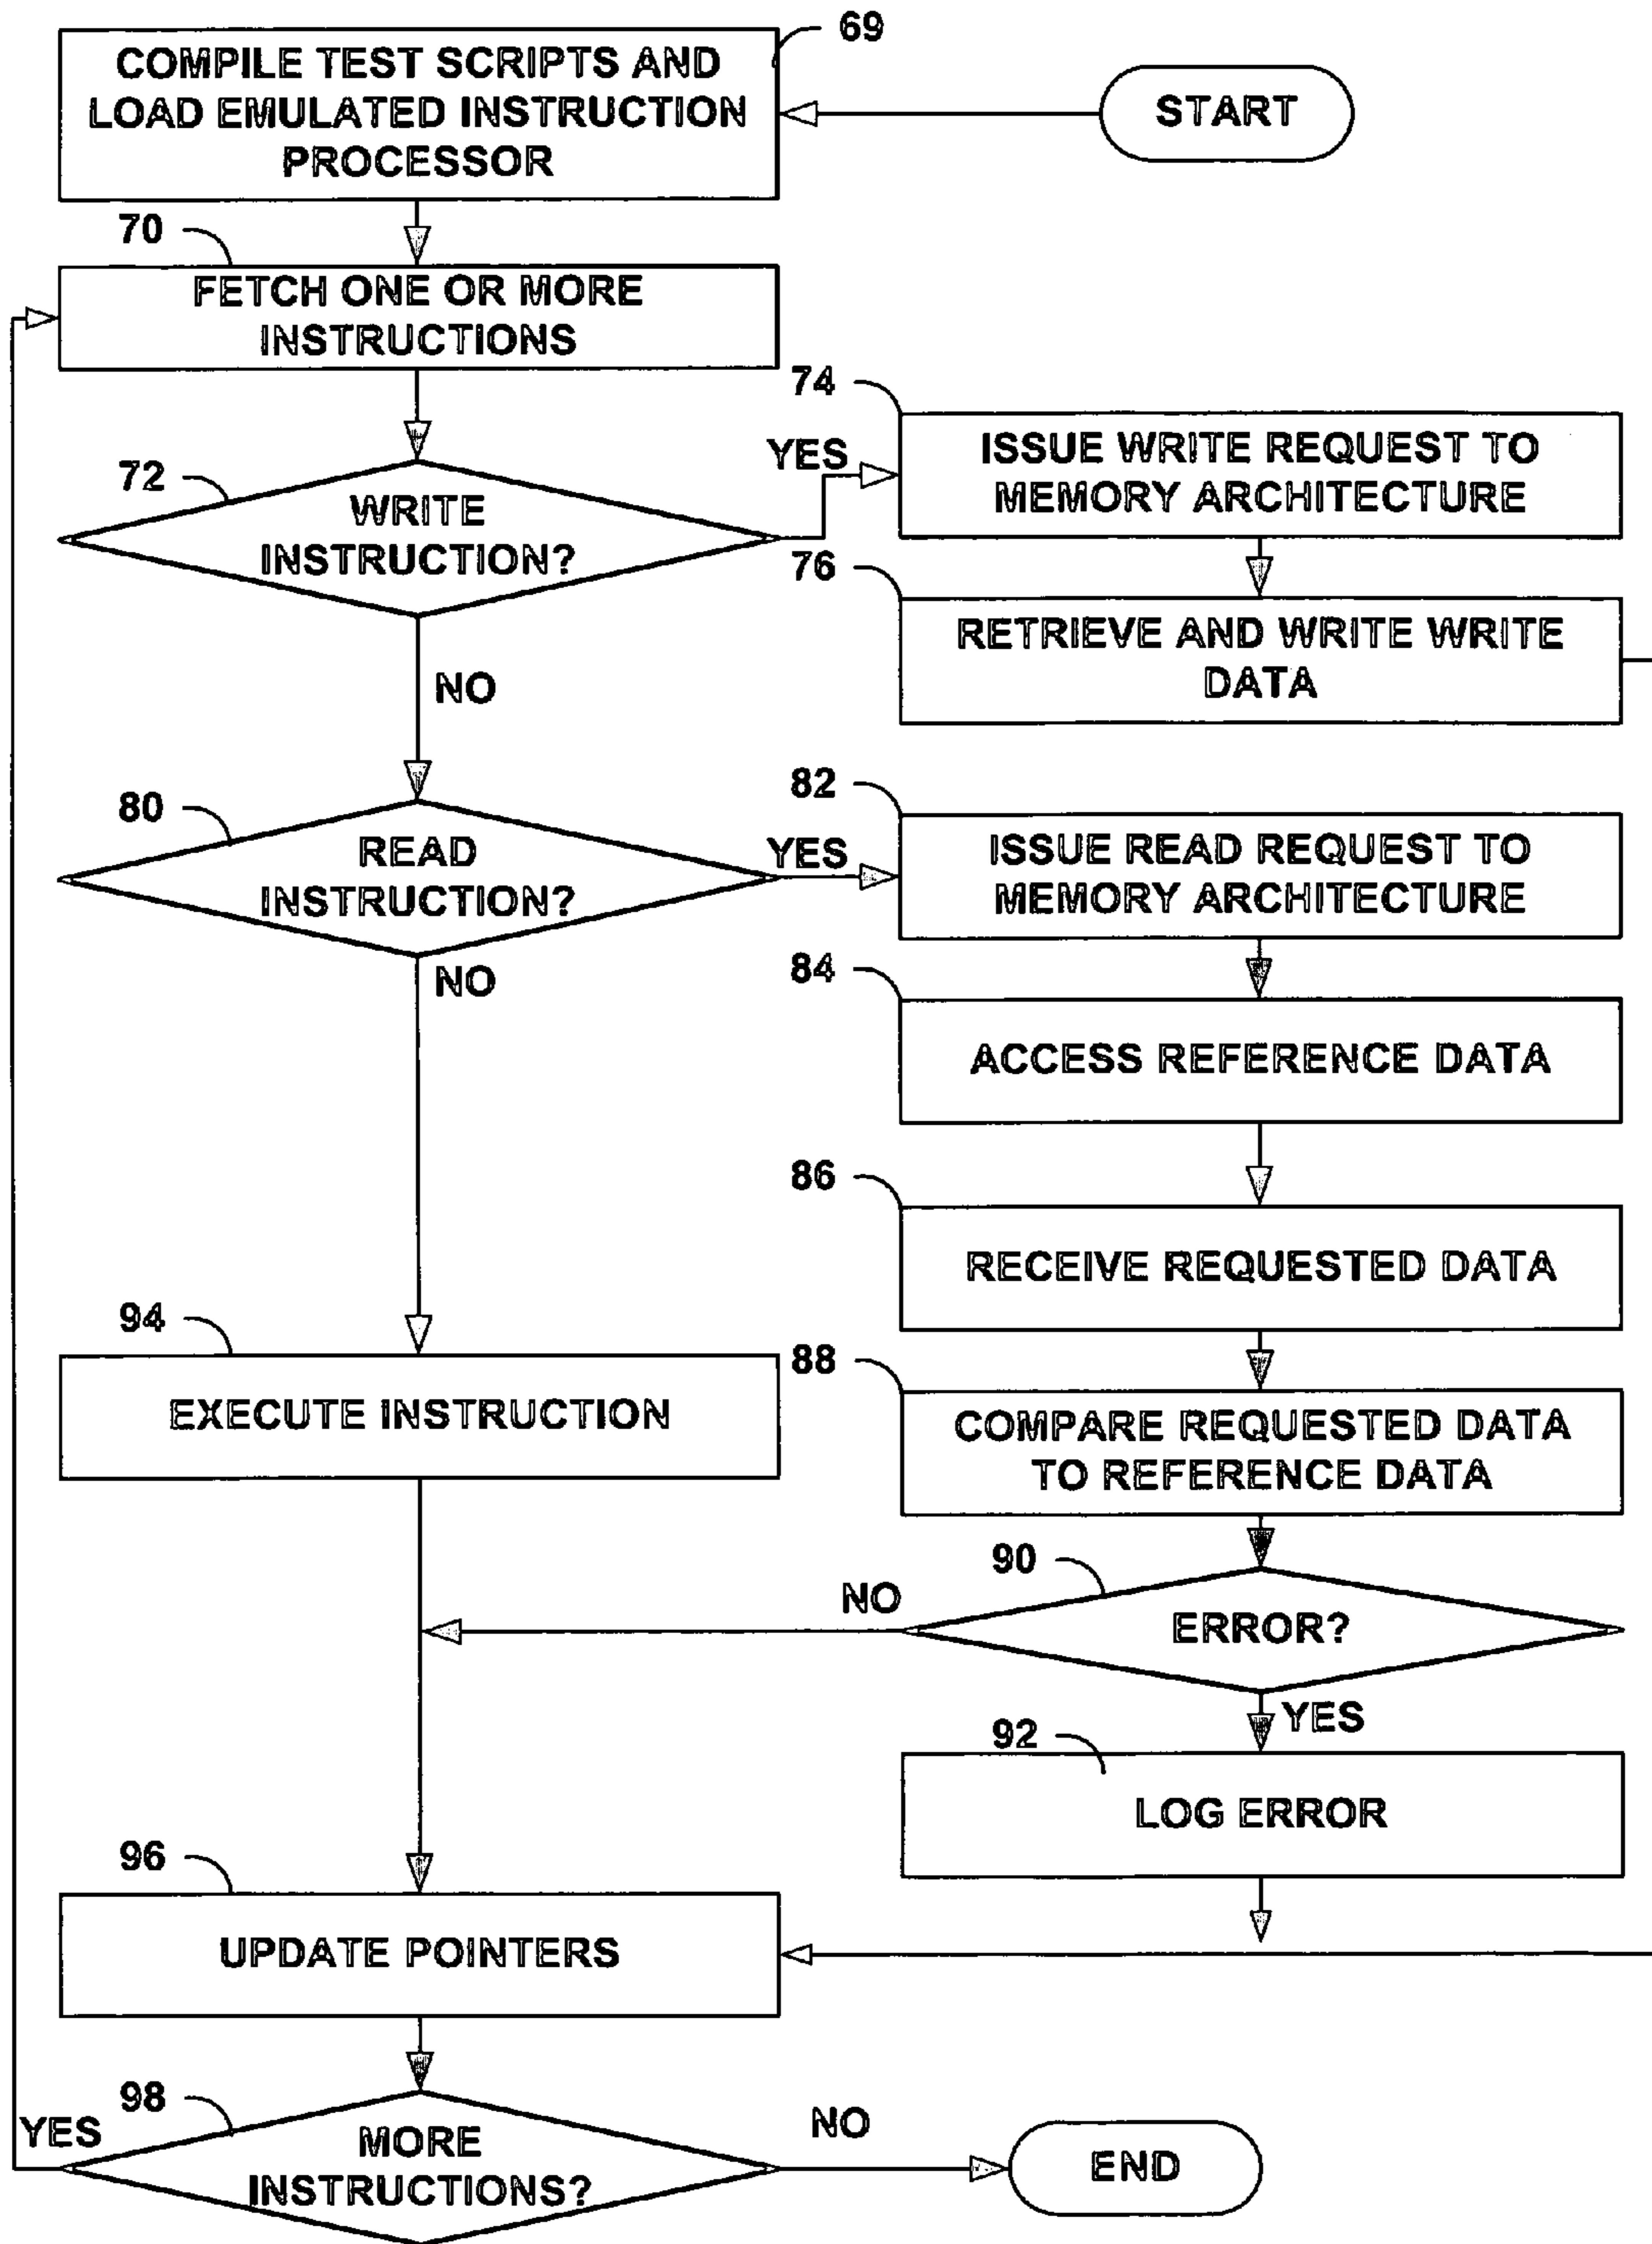 69
COMPILE TEST SCRIPTS AND
LOAD EMULATED INSTRUCTION
PROCESSOR
START
70
FETCH ONE OR MORE
INSTRUCTIONS
72
WRITE
INSTRUCTION?
YES
74
ISSUE WRITE REQUEST TO
MEMORY ARCHITECTURE
76
RETRIEVE AND WRITE WRITE
DATA
NO
80
READ
INSTRUCTION?
YES
82
ISSUE READ REQUEST TO
MEMORY ARCHITECTURE
NO
84
ACCESS REFERENCE DATA
86
RECEIVE REQUESTED DATA
94
EXECUTE INSTRUCTION
88
COMPARE REQUESTED DATA
TO REFERENCE DATA
90
ERROR?
NO
YES
92
LOG ERROR
96
UPDATE POINTERS
98
MORE
INSTRUCTIONS?
YES
NO
END